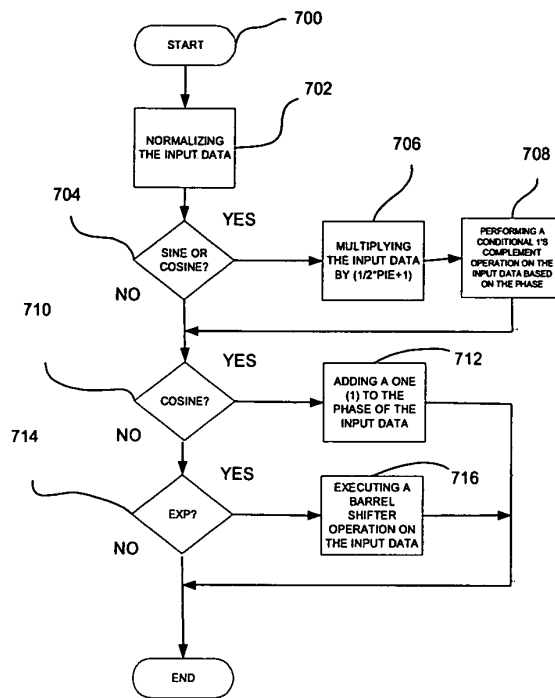 700
START
702
NORMALIZING
THE INPUT DATA
704
YES
SINE OR
COSINE?
NO
706
MULTIPLYING
THE INPUT DATA
BY (1/2*PIE+1)
708
PERFORMING A
CONDITIONAL 1'S
COMPLEMENT
OPERATION ON THE
INPUT DATA BASED
ON THE PHASE
710
YES
COSINE?
NO
712
ADDING A ONE
(1) TO THE
PHASE OF THE
INPUT DATA
714
YES
EXP?
NO
716
EXECUTING A
BARREL
SHIFTER
OPERATION ON
THE INPUT DATA
END